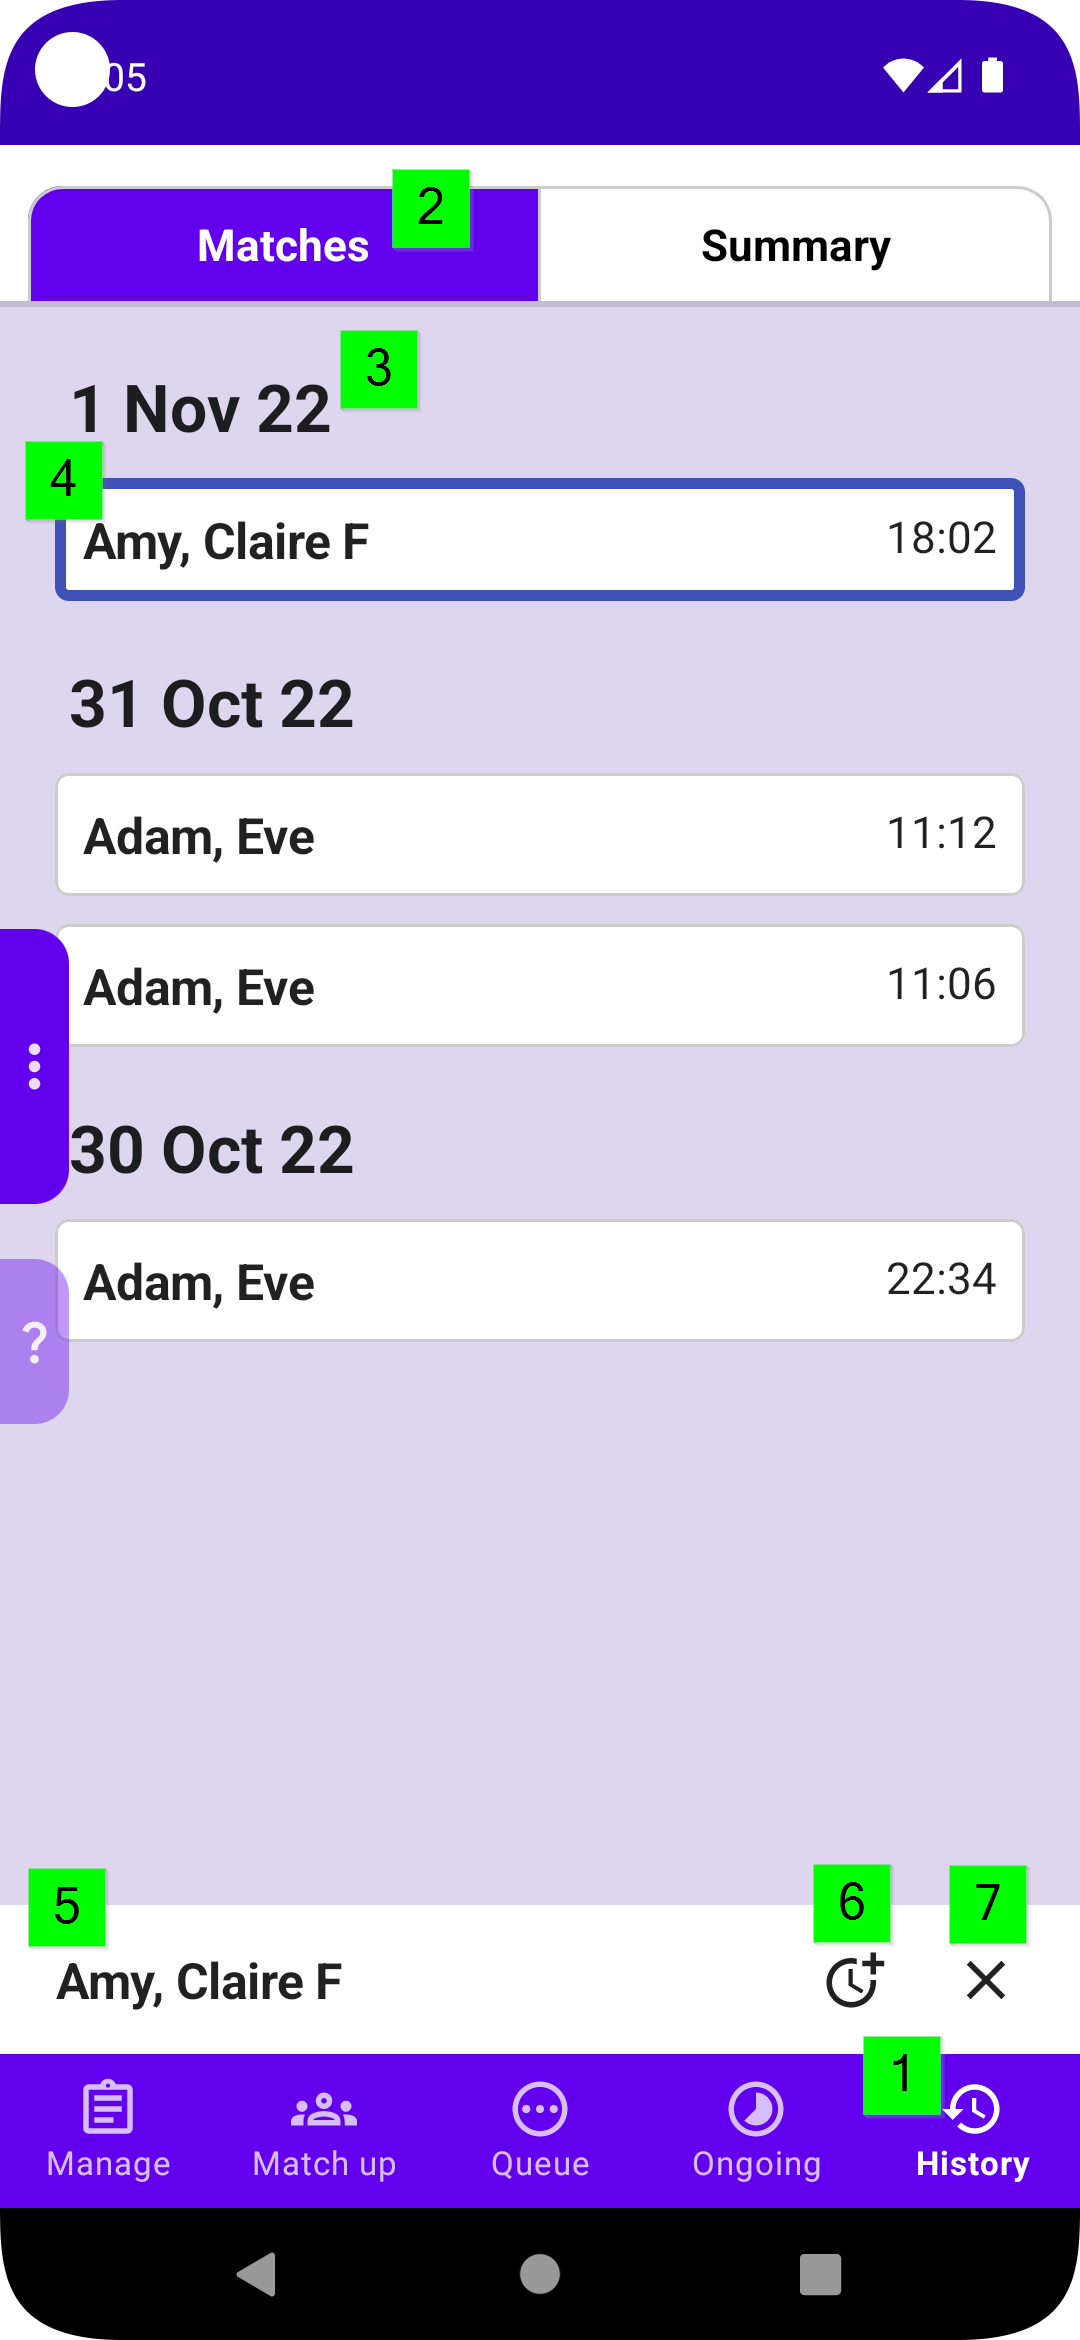 05
2
Matches
Summary
3
1 Nov 22
4
Amy, Claire F
18:02
31 Oct 22
Adam, Eve
11:12
Adam, Eve
11:06
30 Oct 22
Adam, Eve
22:34
?
5
6
7
Amy, Claire F
1
Manage
Match up
Queue
Ongoing
History